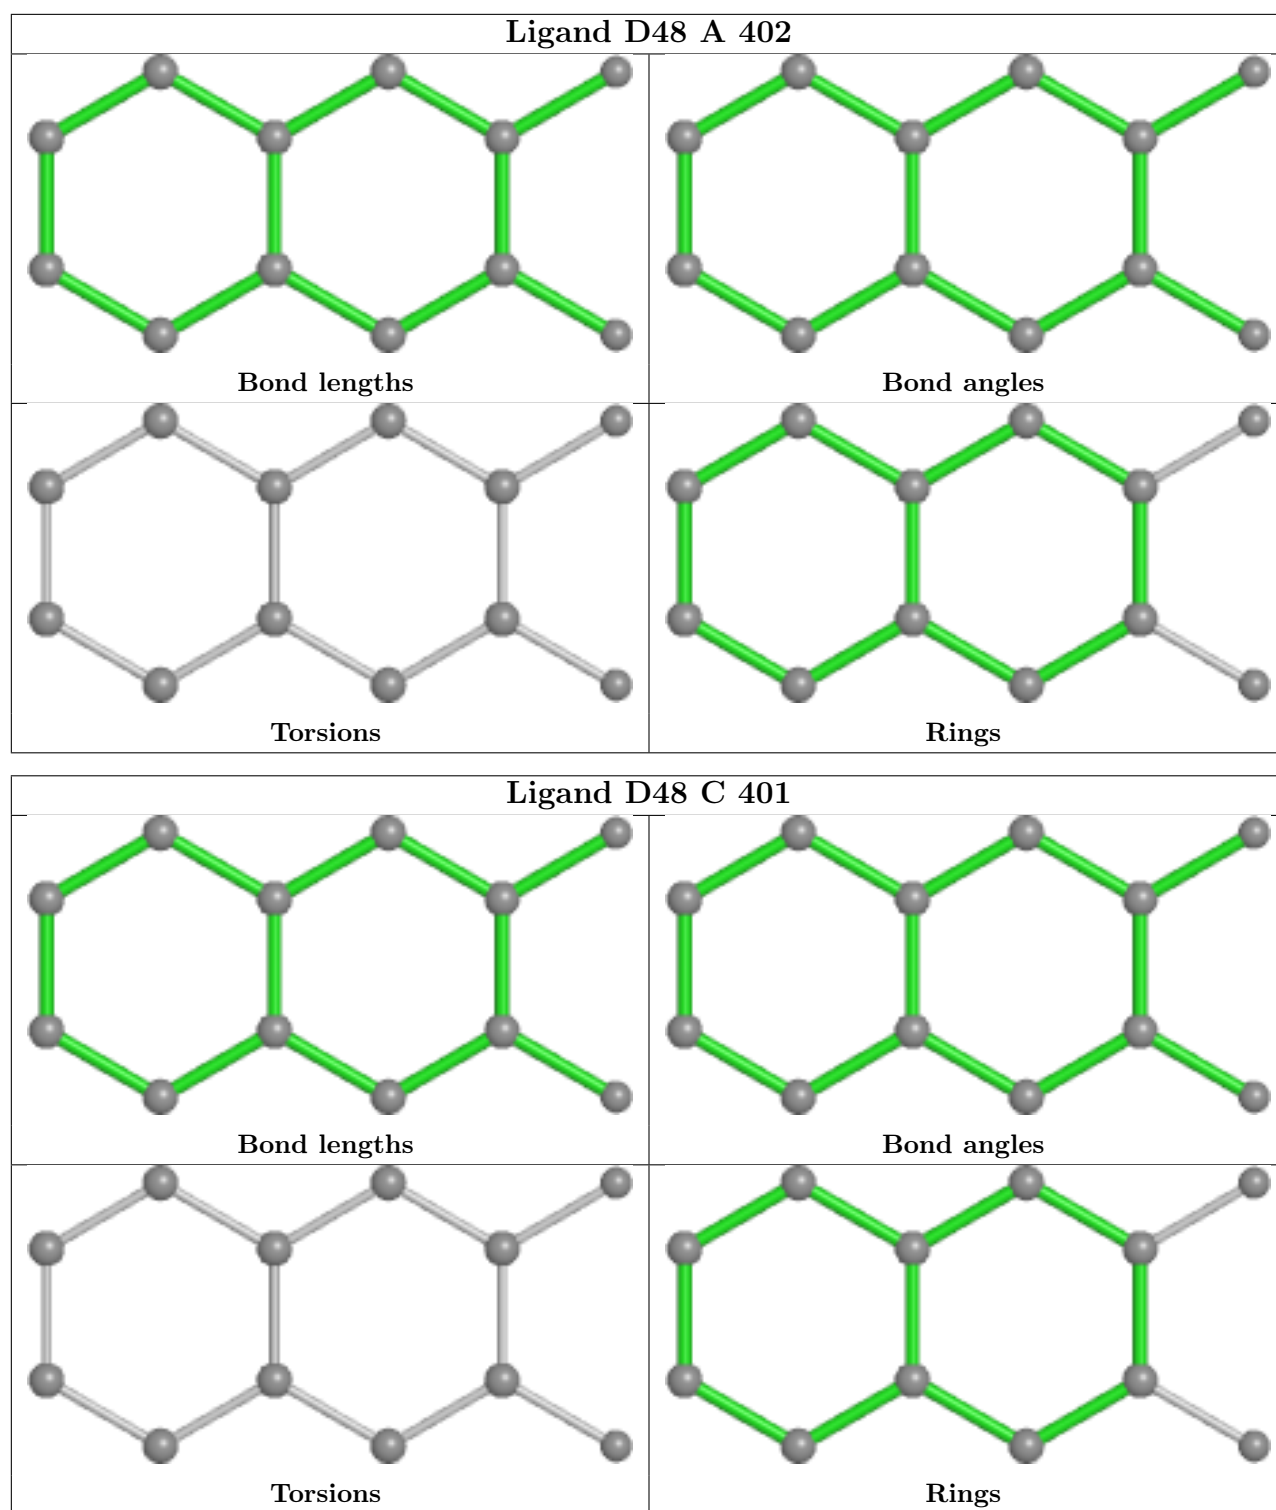 Ligand D48 A 402
Bond lengths
Bond angles
Torsions
Rings
Ligand D48 C 401
Bond lengths
Bond angles
Torsions
Rings